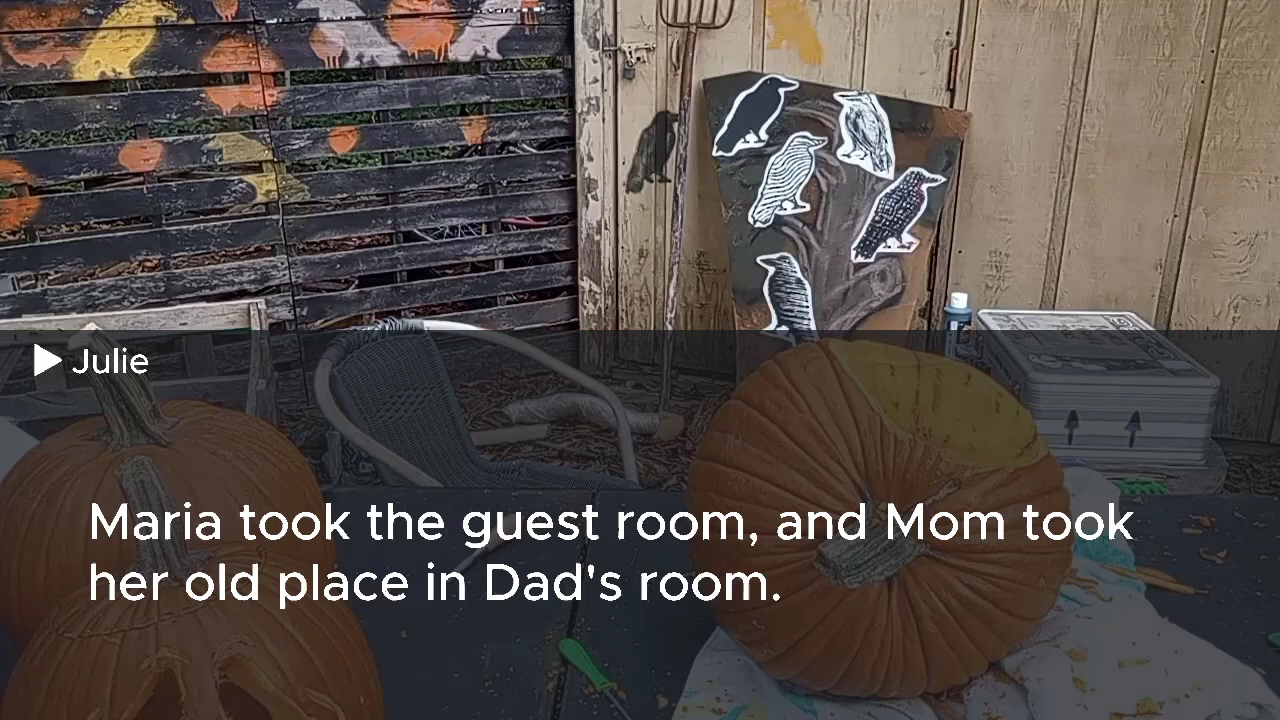 Julie
Maria took the guest room, and Mom took
her old place in Dad's room.